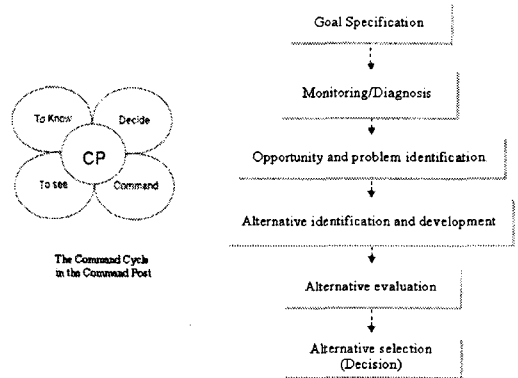 To Know
Decide
CP
To see
Command
The Command Cycle
in the Command Post
Goal Specification
Monitoring/Diagnosis
Opportunity and problem identification
Alternative identification and development
Alternative evaluation
Alternative selection
(Decision)